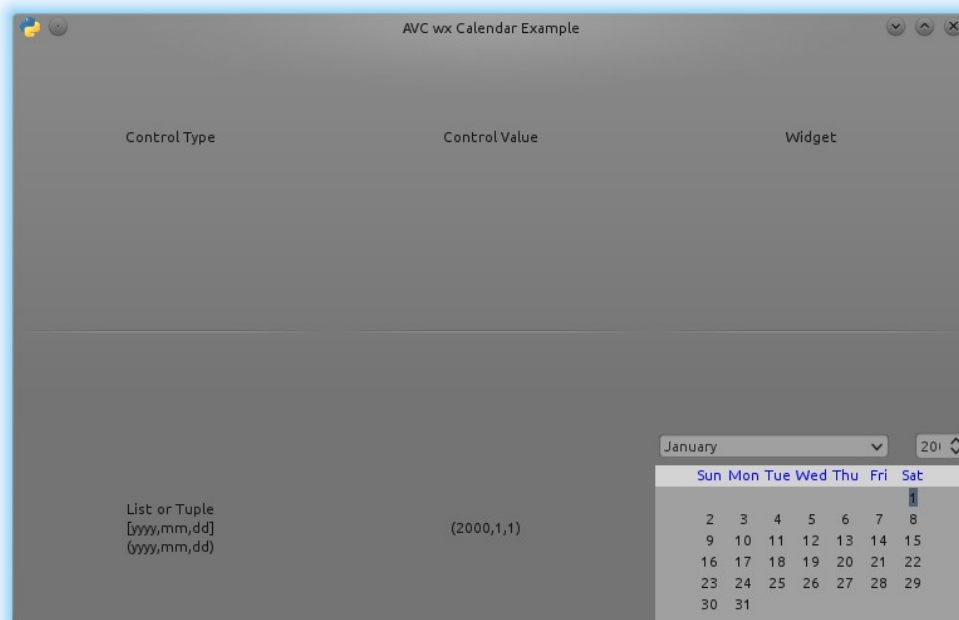 AVC wx Calendar Example
Control Type Control Value Widget
January
Sun Mon Tue Wed Thu Fri Sat
1
2 3 4 5 6 7 8
9 10 11 12 13 14 15
16 17 18 19 20 21 22
23 24 25 26 27 28 29
30 31
List or Tuple
[yyyy,mm,dd]
(yyyy,mm,dd)
(2000,1,1)